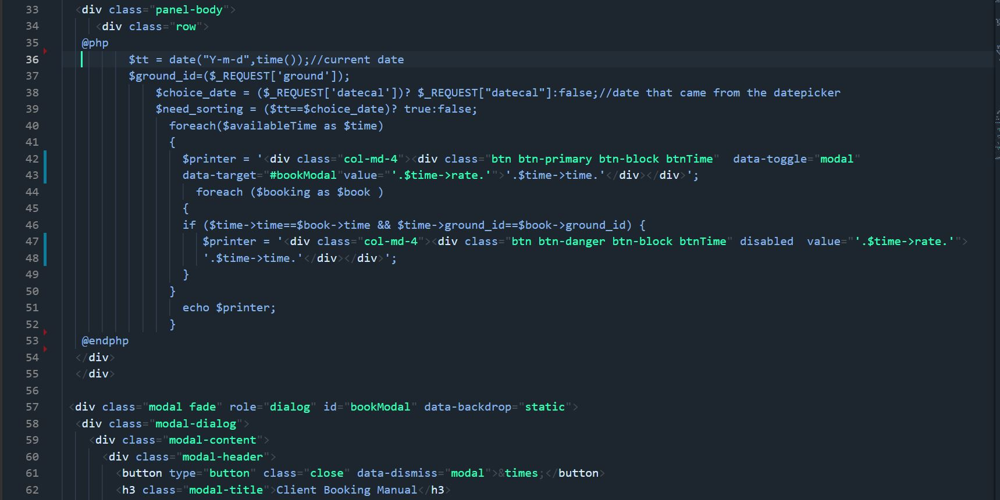 33 <div class="panel-body">
34 <div class="row">
35 @php
36 $tt = date("Y-m-d",time());//current date
37 $ground_id=($_REQUEST['ground']);
38 $choice_date = ($_REQUEST['datecal'])? $_REQUEST["datecal"]:false;//date that came from the datepicker
39 $need_sorting = ($tt==$choice_date)? true:false;
40 foreach($availableTime as $time)
41 {
42 $printer = '<div class="col-md-4"><div class="btn btn-primary btn-block btnTime"  data-toggle="modal"
43 data-target="#bookModal"value="'.$time->rate.'">'.$time->time.'</div></div>';
44 foreach ($booking as $book )
45 {
46 if ($time->time==$book->time && $time->ground_id==$book->ground_id) {
47 $printer = '<div class="col-md-4"><div class="btn btn-danger btn-block btnTime" disabled  value="'.$time->rate.'">
48 '.$time->time.'</div></div>';
49 }
50 }
51 echo $printer;
52 }
53 @endphp
54 </div>
55 </div>
56
57 <div class="modal fade" role="dialog" id="bookModal" data-backdrop="static">
58 <div class="modal-dialog">
59 <div class="modal-content">
60 <div class="modal-header">
61 <button type="button" class="close" data-dismiss="modal">&times;</button>
62 <h3 class="modal-title">Client Booking Manual</h3>